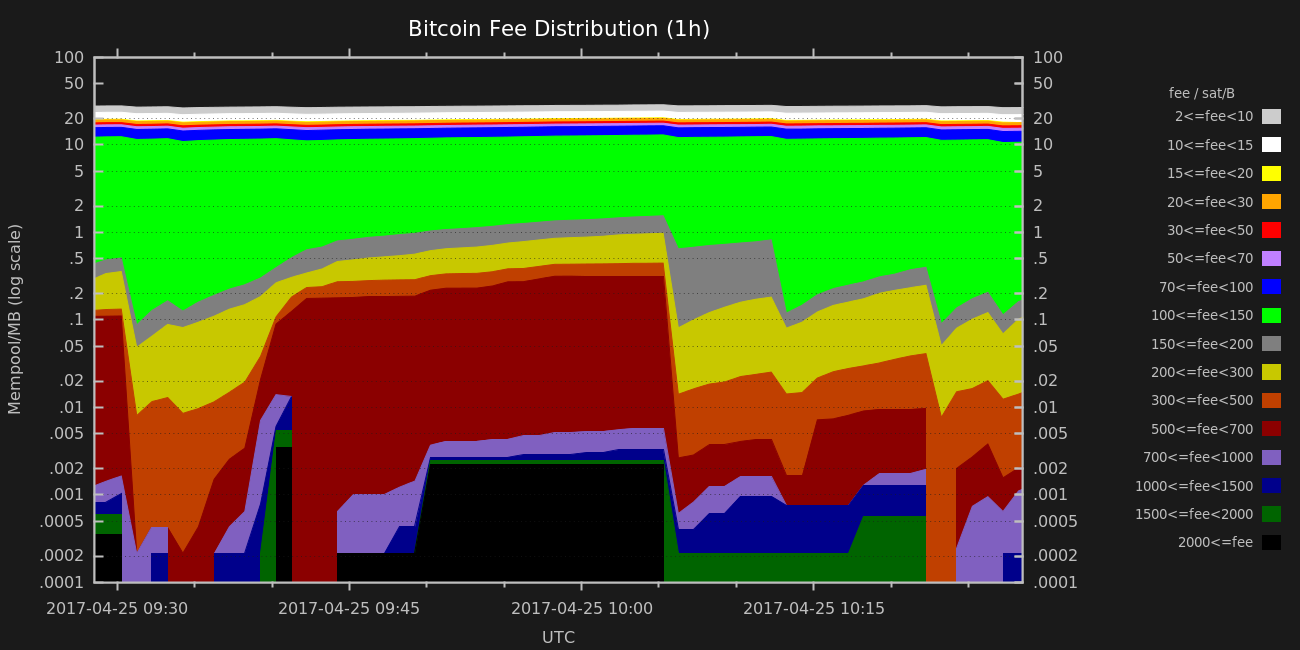 Bitcoin Fee Distribution (1h)
100
50
20
10
5
2
1
.5
.2
.1
.05
.02
.01
.005
.002
.001
.0005
.0002
.0001
Mempool/MB (log scale)
100
50
20
10
5
2
1
.5
.2
.1
.05
.02
.01
.005
.002
.001
.0005
.0002
.0001
2017-04-25 09:30
2017-04-25 09:45
2017-04-25 10:00
2017-04-25 10:15
UTC
fee / sat/B
2<=fee<10
10<=fee<15
15<=fee<20
20<=fee<30
30<=fee<50
50<=fee<70
70<=fee<100
100<=fee<150
150<=fee<200
200<=fee<300
300<=fee<500
500<=fee<700
700<=fee<1000
1000<=fee<1500
1500<=fee<2000
2000<=fee